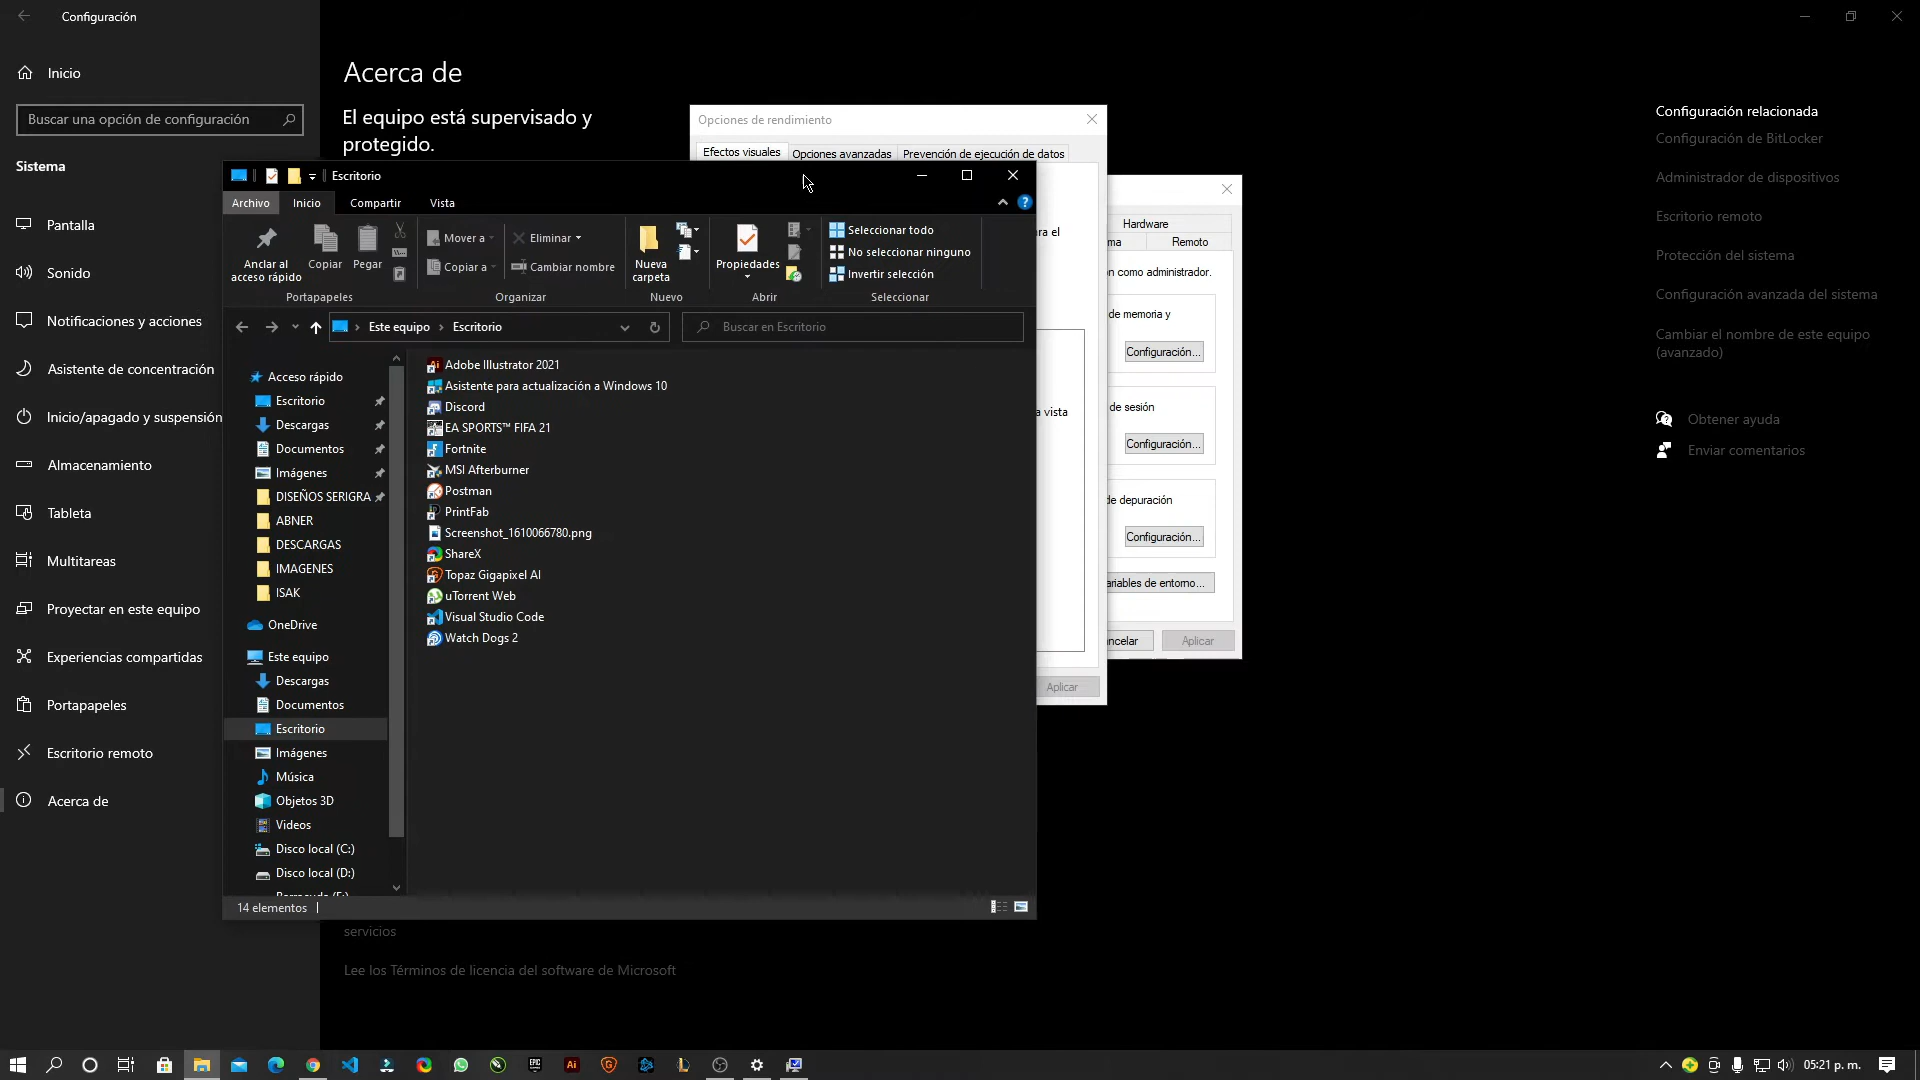 Configuración
Inicio
Buscar una opción de configuración
Sistema
Pantalla
Sonido
Notificaciones y acciones
Asistente de concentración
Inicio/apagado y suspensión
Almacenamiento
Tableta
Multitareas
Proyectar en este equipo
Experiencias compartidas
Portapapeles
Escritorio remoto
Acerca de
Acerca de
El equipo está supervisado y
protegido.
Opciones de rendimiento
Efectos visuales
Opciones avanzadas
Prevención de ejecución de datos
Escritorio
Archivo
Inicio
Compartir
Vista
Anclar al
acceso rápido
Copiar
Pegar
Portapapeles
Mover a
Copiar a
Eliminar
Cambiar nombre
Organizar
Nueva
carpeta
Nuevo
Propiedades
Abrir
Seleccionar todo
No seleccionar ninguno
Invertir selección
Seleccionar
Este equipo
Escritorio
Buscar en Escritorio
Acceso rápido
Escritorio
Descargas
Documentos
Imágenes
DISEÑOS SERIGRA
ABNER
DESCARGAS
IMAGENES
ISAK
OneDrive
Este equipo
Descargas
Documentos
Escritorio
Imágenes
Música
Objetos 3D
Videos
Disco local (C:)
Disco local (D:)
Adobe Illustrator 2021
Asistente para actualización a Windows 10
Discord
EA SPORTS™ FIFA 21
Fortnite
MSI Afterburner
Postman
PrintFab
Screenshot_1610066780.png
ShareX
Topaz Gigapixel AI
uTorrent Web
Visual Studio Code
Watch Dogs 2
14 elementos
ra el
a vista
Aplicar
Hardware
ma
Remoto
n como administrador.
de memoria y
Configuración...
de sesión
Configuración...
de depuración
Configuración...
ariables de entorno...
ncelar
Aplicar
servicios
Lee los Términos de licencia del software de Microsoft
Configuración relacionada
Configuración de BitLocker
Administrador de dispositivos
Escritorio remoto
Protección del sistema
Configuración avanzada del sistema
Cambiar el nombre de este equipo
(avanzado)
Obtener ayuda
Enviar comentarios
05:21 p. m.